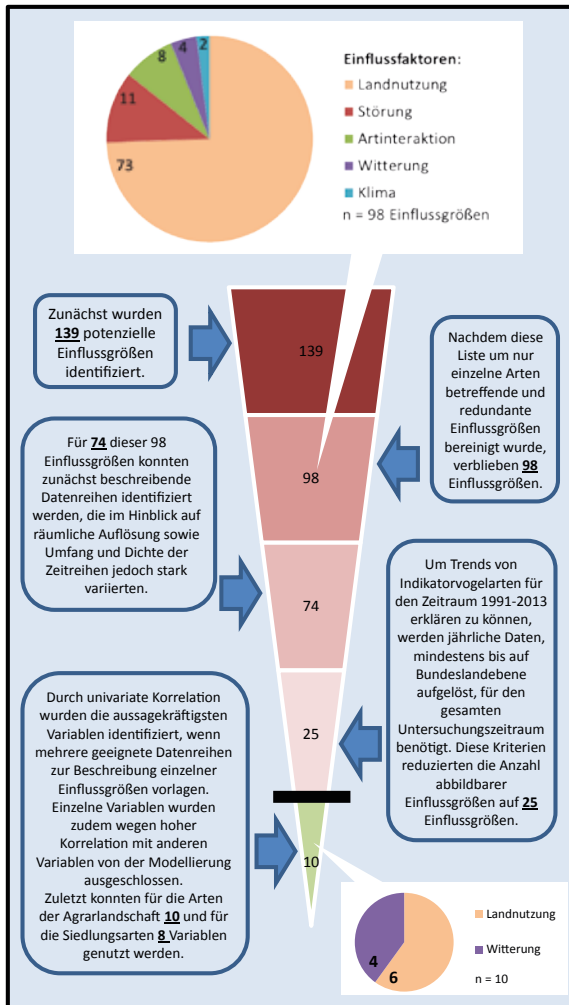 2
4
8
11
73
Einflussfaktoren:
Landnutzung
Störung
Artinteraktion
Witterung
Klima
n = 98 Einflussgrößen
Zunächst wurden
139 potenzielle
Einflussgrößen
identifiziert.
139
Nachdem diese
Liste um nur
einzelne Arten
betreffende und
redundante
Einflussgrößen
bereinigt wurde,
verblieben 98
Einflussgrößen.
98
Für 74 dieser 98
Einflussgrößen konnten
zunächst beschreibende
Datenreihen identifiziert
werden, die im Hinblick auf
räumliche Auflösung sowie
Umfang und Dichte der
Zeitreihen jedoch stark
variierten.
74
Um Trends von
Indikatorvogelarten für
den Zeitraum 1991-2013
erklären zu können,
werden jährliche Daten,
mindestens bis auf
Bundeslandebene
aufgelöst, für den
gesamten
Untersuchungszeitraum
benötigt. Diese Kriterien
reduzierten die Anzahl
abbildbarer
Einflussgrößen auf 25
Einflussgrößen.
25
Durch univariate Korrelation
wurden die aussagekräftigsten
Variablen identifiziert, wenn
mehrere geeignete Datenreihen
zur Beschreibung einzelner
Einflussgrößen vorlagen.
Einzelne Variablen wurden
zudem wegen hoher
Korrelation mit anderen
Variablen von der Modellierung
ausgeschlossen.
Zuletzt konnten für die Arten
der Agrarlandschaft 10 und für
die Siedlungsarten 8 Variablen
genutzt werden.
10
4
6
Landnutzung
Witterung
n = 10